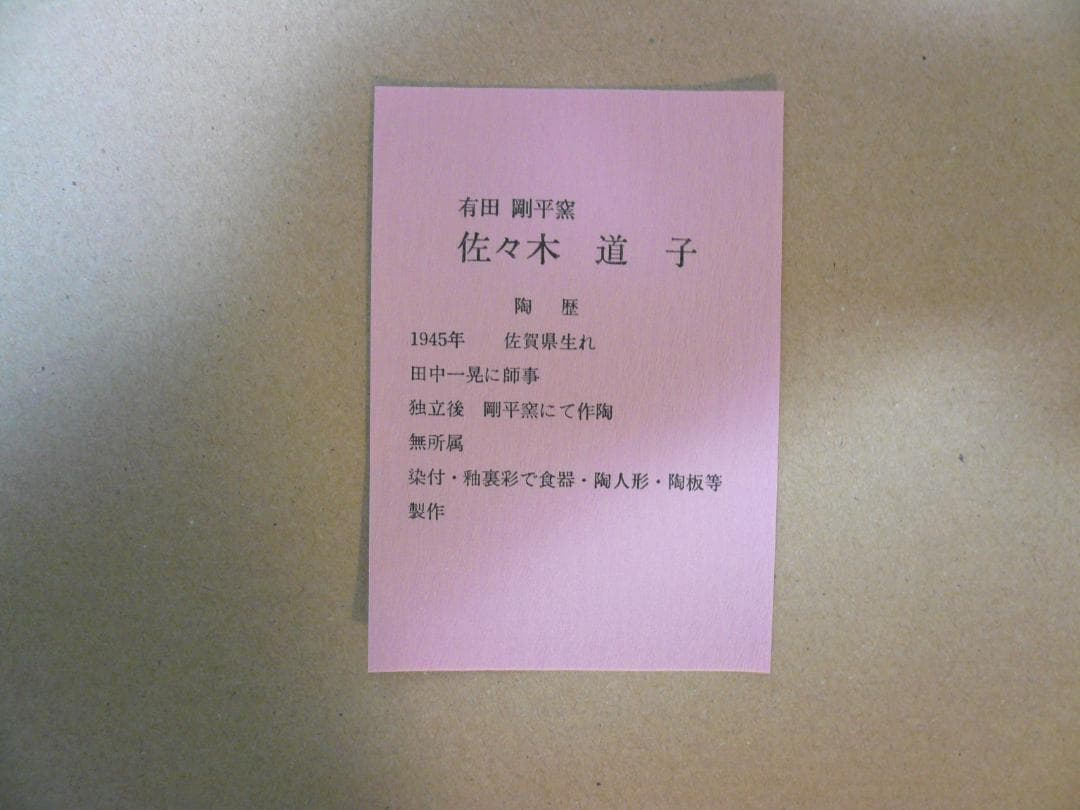 有田 剛平窯
佐々木 道 子
陶 歴
1945年 佐賀県生れ
田中一晃に師事
独立後 剛平窯にて作陶
無所属
染付・釉裏彩で食器・陶人形・陶板等
製作